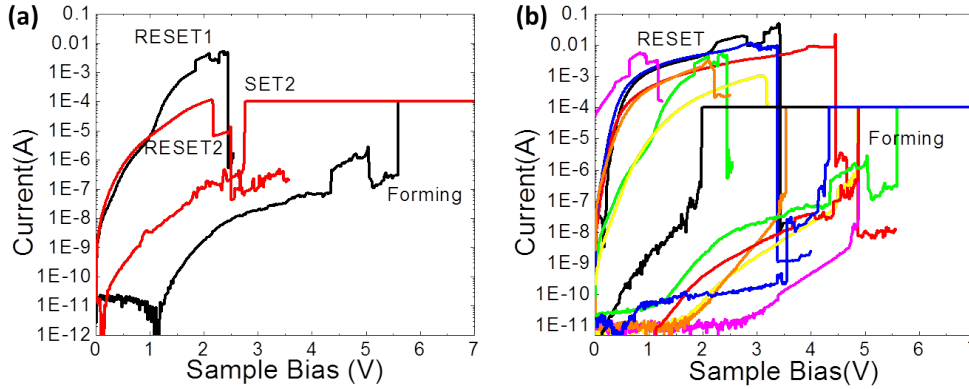 (a)
0.1
0.01
1E-3
1E-4
1E-5
1E-6
1E-7
1E-8
1E-9
1E-10
1E-11
1E-12
Current(A)
RESET1
SET2
RESET2
Forming
0 1 2 3 4 5 6 7
Sample Bias (V)
(b)
0.1
0.01
1E-3
1E-4
1E-5
1E-6
1E-7
1E-8
1E-9
1E-10
1E-11
Current(A)
RESET
Forming
0 1 2 3 4 5 6
Sample Bias(V)